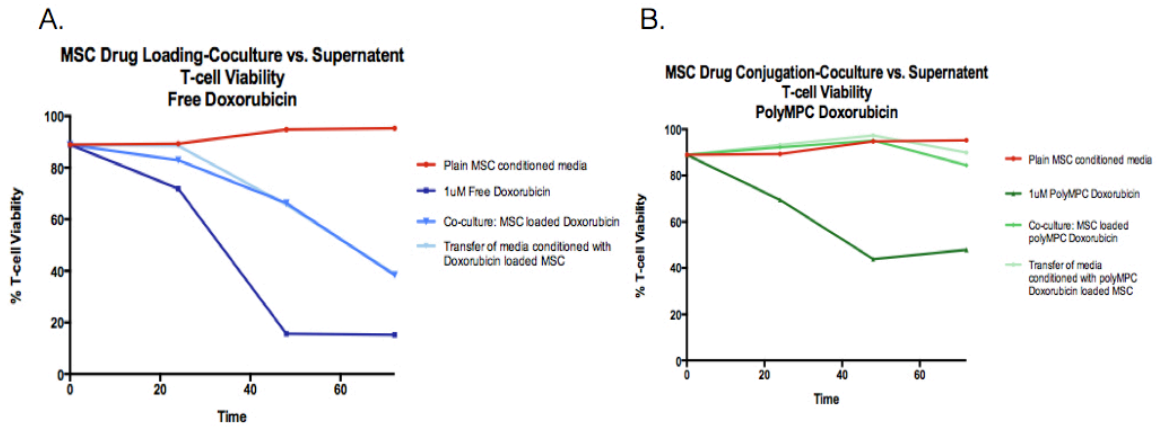 A.
MSC Drug Loading-Coculture vs. Supernatent
T-cell Viability
Free Doxorubicin
% T-cell Viability
100
80
60
40
20
0
0 20 40 60
Time
Plain MSC conditioned media
1uM Free Doxorubicin
Co-culture: MSC loaded Doxorubicin
Transfer of media conditioned with
Doxorubicin loaded MSC
B.
MSC Drug Conjugation-Coculture vs. Supernatent
T-cell Viability
PolyMPC Doxorubicin
% T-cell Viability
100
80
60
40
20
0
0 20 40 60
Time
Plain MSC conditioned media
1uM PolyMPC Doxorubicin
Co-culture: MSC loaded
polyMPC Doxorubicin
Transfer of media
conditioned with polyMPC
Doxorubicin loaded MSC